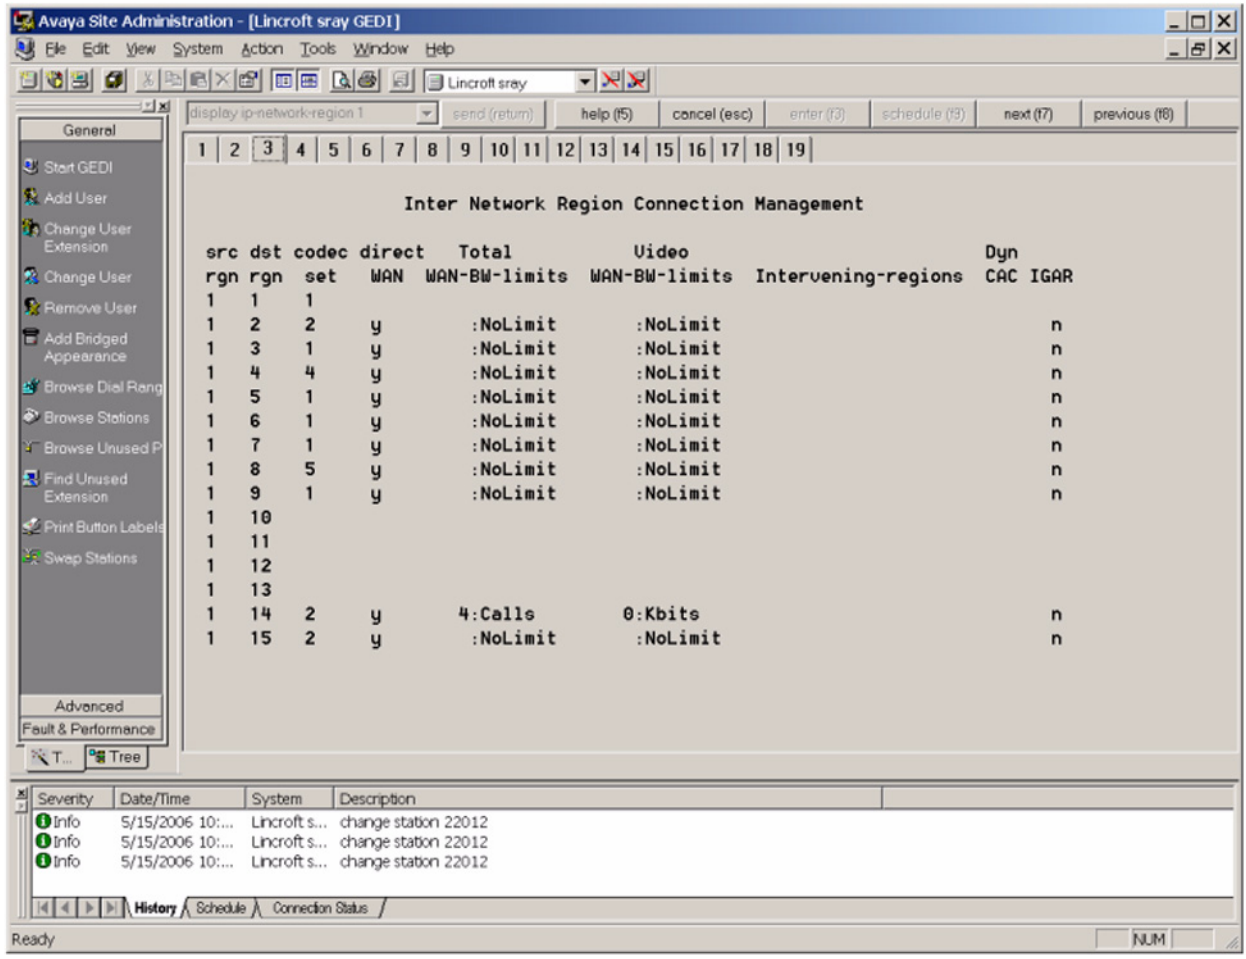 Avaya Site Administration - [Lincroft sray GEDI]
File Edit View System Action Tools Window Help
Lincroft sray
General
Start GEDI
Add User
Change User
Extension
Change User
Remove User
Add Bridged
Appearance
Browse Dial Rang
Browse Stations
Browse Unused P
Find Unused
Extension
Print Button Labels
Swap Stations
Advanced
Fault & Performance
T... Tree
display ip-network-region 1 send (return) help (f5) cancel (esc) enter (f3) schedule (f9) next (f7) previous (f8)
1 2 3 4 5 6 7 8 9 10 11 12 13 14 15 16 17 18 19
Inter Network Region Connection Management
src dst codec direct Total Video Dyn
rgn rgn set WAN WAN-BW-limits WAN-BW-limits Intervening-regions CAC IGAR
1 1 1
1 2 2 y :NoLimit :NoLimit n
1 3 1 y :NoLimit :NoLimit n
1 4 4 y :NoLimit :NoLimit n
1 5 1 y :NoLimit :NoLimit n
1 6 1 y :NoLimit :NoLimit n
1 7 1 y :NoLimit :NoLimit n
1 8 5 y :NoLimit :NoLimit n
1 9 1 y :NoLimit :NoLimit n
1 10
1 11
1 12
1 13
1 14 2 y 4:Calls 0:Kbits n
1 15 2 y :NoLimit :NoLimit n
Severity Date/Time System Description
Info 5/15/2006 10:... Lincroft s... change station 22012
Info 5/15/2006 10:... Lincroft s... change station 22012
Info 5/15/2006 10:... Lincroft s... change station 22012
History Schedule Connection Status
Ready NUM